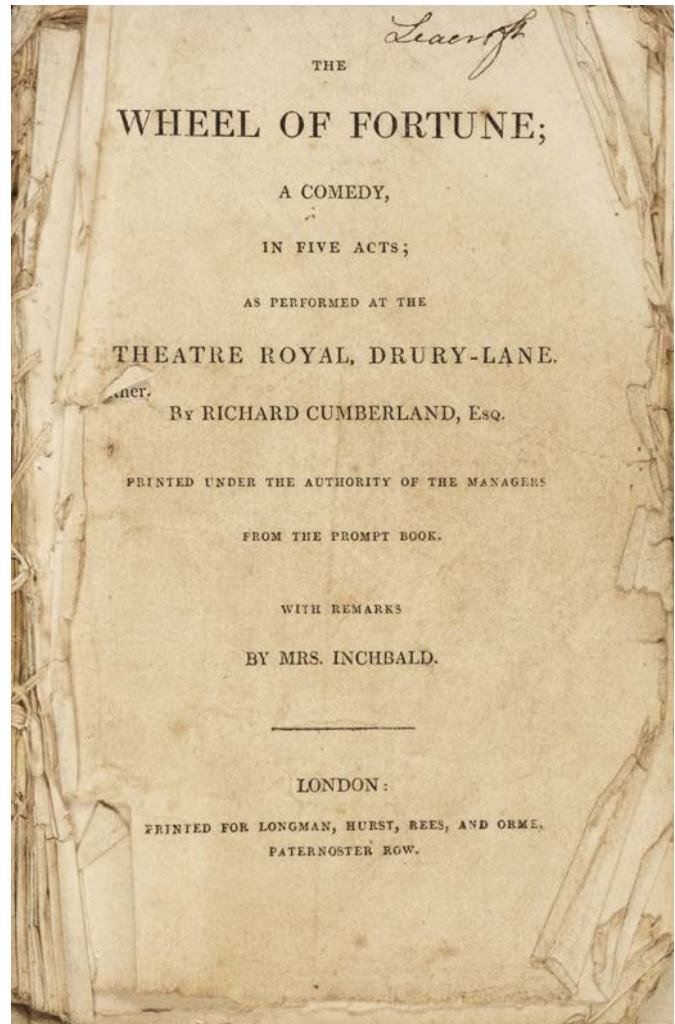 Leacroft
THE
WHEEL OF FORTUNE;
A COMEDY,
IN FIVE ACTS;
AS PERFORMED AT THE
THEATRE ROYAL, DRURY-LANE.
By RICHARD CUMBERLAND, Esq.
PRINTED UNDER THE AUTHORITY OF THE MANAGERS
FROM THE PROMPT BOOK.
WITH REMARKS
BY MRS. INCHBALD.
LONDON:
PRINTED FOR LONGMAN, HURST, REES, AND ORME,
PATERNOSTER ROW.